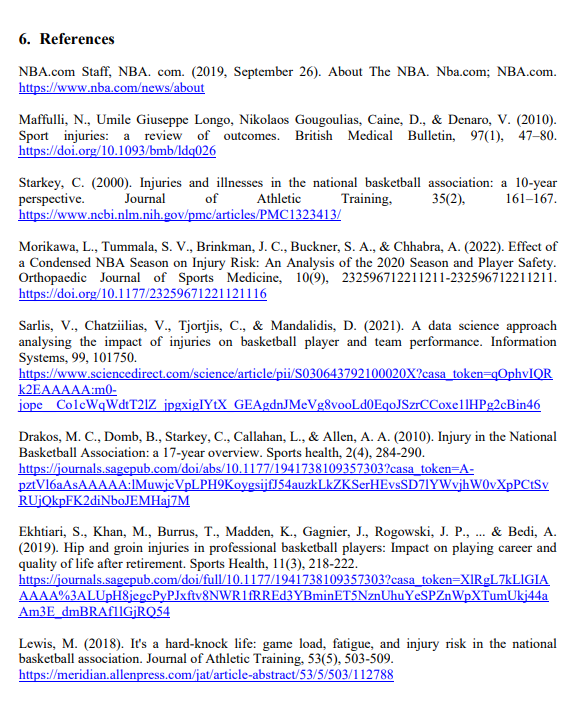 6. References
NBA.com Staff, NBA. com. (2019, September 26). About The NBA. Nba.com; NBA.com.
https://www.nba.com/news/about
Maffulli, N., Umile Giuseppe Longo, Nikolaos Gougoulias, Caine, D., & Denaro, V. (2010).
Sport injuries: a review of outcomes. British Medical Bulletin, 97(1), 47–80.
https://doi.org/10.1093/bmb/ldq026
Starkey, C. (2000). Injuries and illnesses in the national basketball association: a 10-year
perspective. Journal of Athletic Training, 35(2), 161–167.
https://www.ncbi.nlm.nih.gov/pmc/articles/PMC1323413/
Morikawa, L., Tummala, S. V., Brinkman, J. C., Buckner, S. A., & Chhabra, A. (2022). Effect of
a Condensed NBA Season on Injury Risk: An Analysis of the 2020 Season and Player Safety.
Orthopaedic Journal of Sports Medicine, 10(9), 232596712211211-232596712211211.
https://doi.org/10.1177/23259671221121116
Sarlis, V., Chatziilias, V., Tjortjis, C., & Mandalidis, D. (2021). A data science approach
analysing the impact of injuries on basketball player and team performance. Information
Systems, 99, 101750.
https://www.sciencedirect.com/science/article/pii/S030643792100020X?casa_token=qOphvIQR
k2EAAAAA:m0-
jope__Co1cWqWdtT2lZ_jpgxigIYtX_GEAgdnJMeVg8vooLd0EqoJSzrCCoxe1lHPg2cBin46
Drakos, M. C., Domb, B., Starkey, C., Callahan, L., & Allen, A. A. (2010). Injury in the National
Basketball Association: a 17-year overview. Sports health, 2(4), 284-290.
https://journals.sagepub.com/doi/abs/10.1177/1941738109357303?casa_token=A-
pztVl6aAsAAAAA:lMuwjcVpLPH9KoygsijfJ54auzkLkZKSerHEvsSD7lYWvjhW0vXpPCtSv
RUjQkpFK2diNboJEMHaj7M
Ekhtiari, S., Khan, M., Burrus, T., Madden, K., Gagnier, J., Rogowski, J. P., ... & Bedi, A.
(2019). Hip and groin injuries in professional basketball players: Impact on playing career and
quality of life after retirement. Sports Health, 11(3), 218-222.
https://journals.sagepub.com/doi/full/10.1177/1941738109357303?casa_token=XlRgL7kLlGIA
AAAA%3ALUpH8jegcPyPJxftv8NWR1fRREd3YBminET5NznUhuYeSPZnWpXTumUkj44a
Am3E_dmBRAf1lGjRQ54
Lewis, M. (2018). It's a hard-knock life: game load, fatigue, and injury risk in the national
basketball association. Journal of Athletic Training, 53(5), 503-509.
https://meridian.allenpress.com/jat/article-abstract/53/5/503/112788